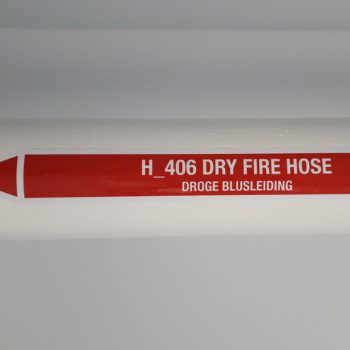 H_406 DRY FIRE HOSE
DROGE BLUSLEIDING